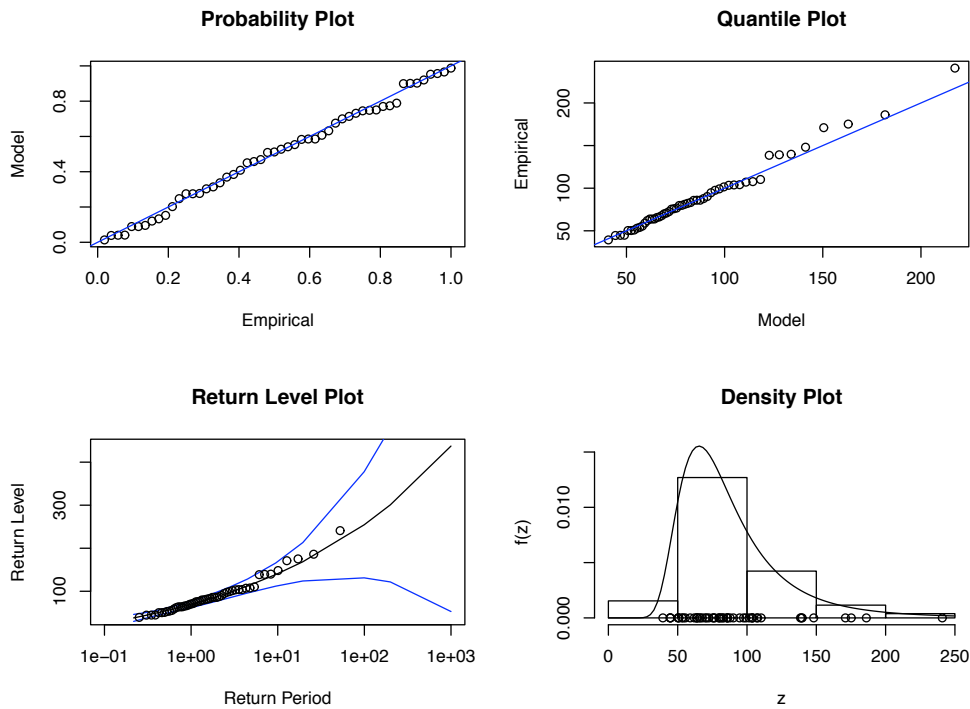 Probability Plot
Model
0.0 0.4 0.8
0.0 0.2 0.4 0.6 0.8 1.0
Empirical
Quantile Plot
Empirical
50 100 200
50 100 150 200
Model
Return Level Plot
Return Level
100 300
1e−01 1e+00 1e+01 1e+02 1e+03
Return Period
Density Plot
f(z)
0.000 0.010
0 50 100 150 200 250
z